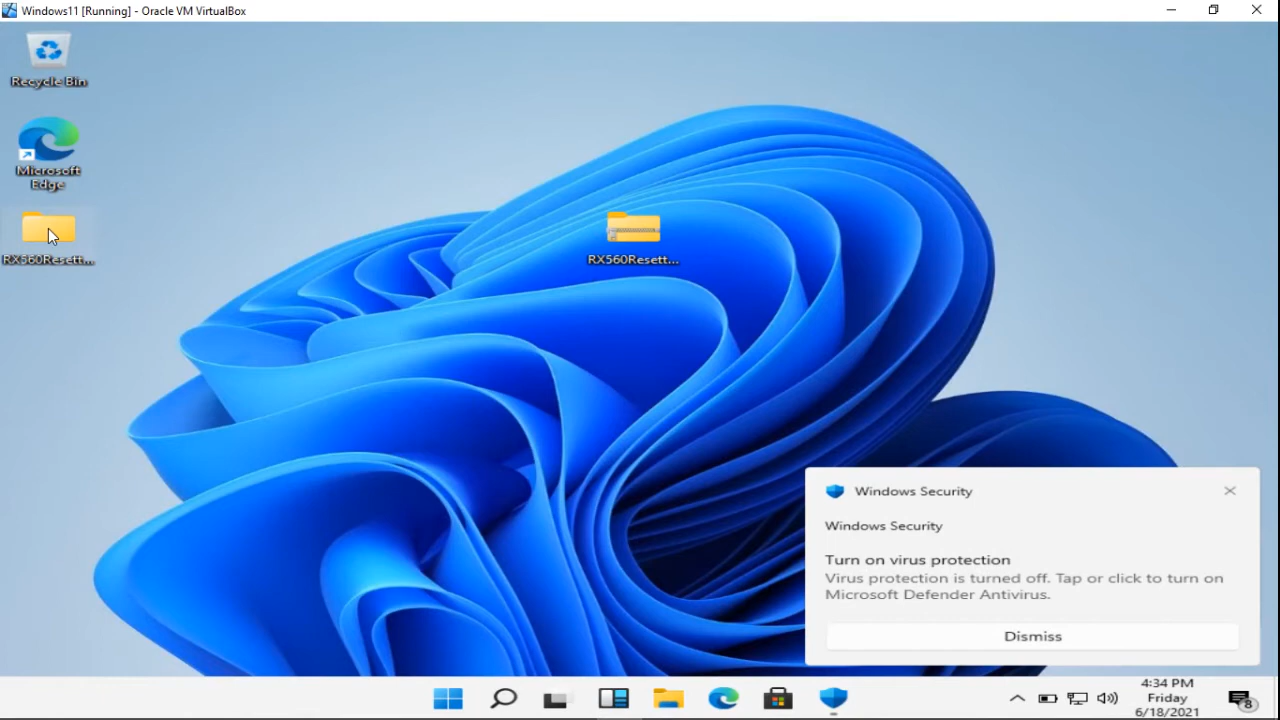 Windows11 [Running] - Oracle VM VirtualBox
Recycle Bin
Microsoft
Edge
RX560Resett...
RX560Resett...
Windows Security
Windows Security
Turn on virus protection
Virus protection is turned off. Tap or click to turn on
Microsoft Defender Antivirus.
Dismiss
4:34 PM
Friday
6/18/2021
8